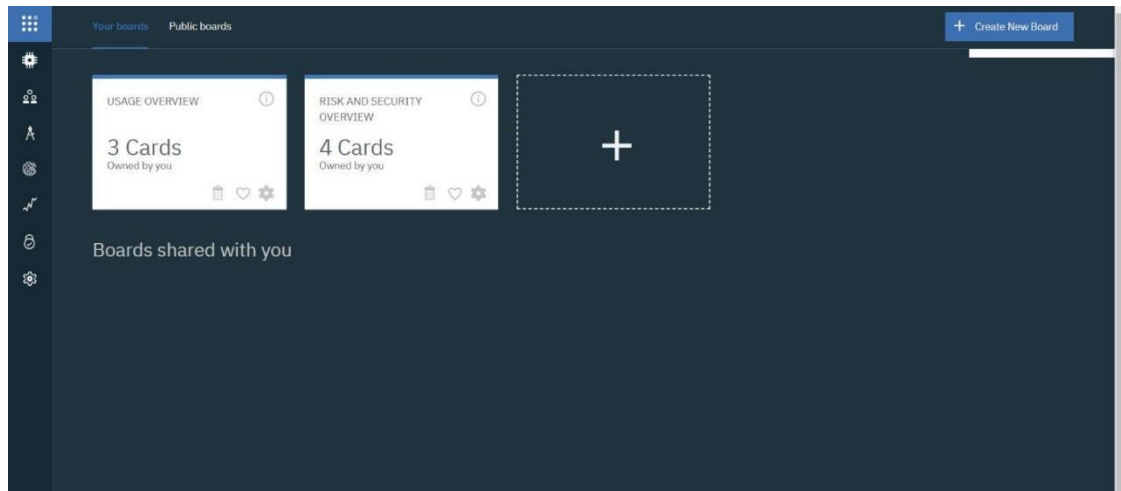 Your boards
Public boards
+ Create New Board
USAGE OVERVIEW
3 Cards
Owned by you
RISK AND SECURITY
OVERVIEW
4 Cards
Owned by you
Boards shared with you